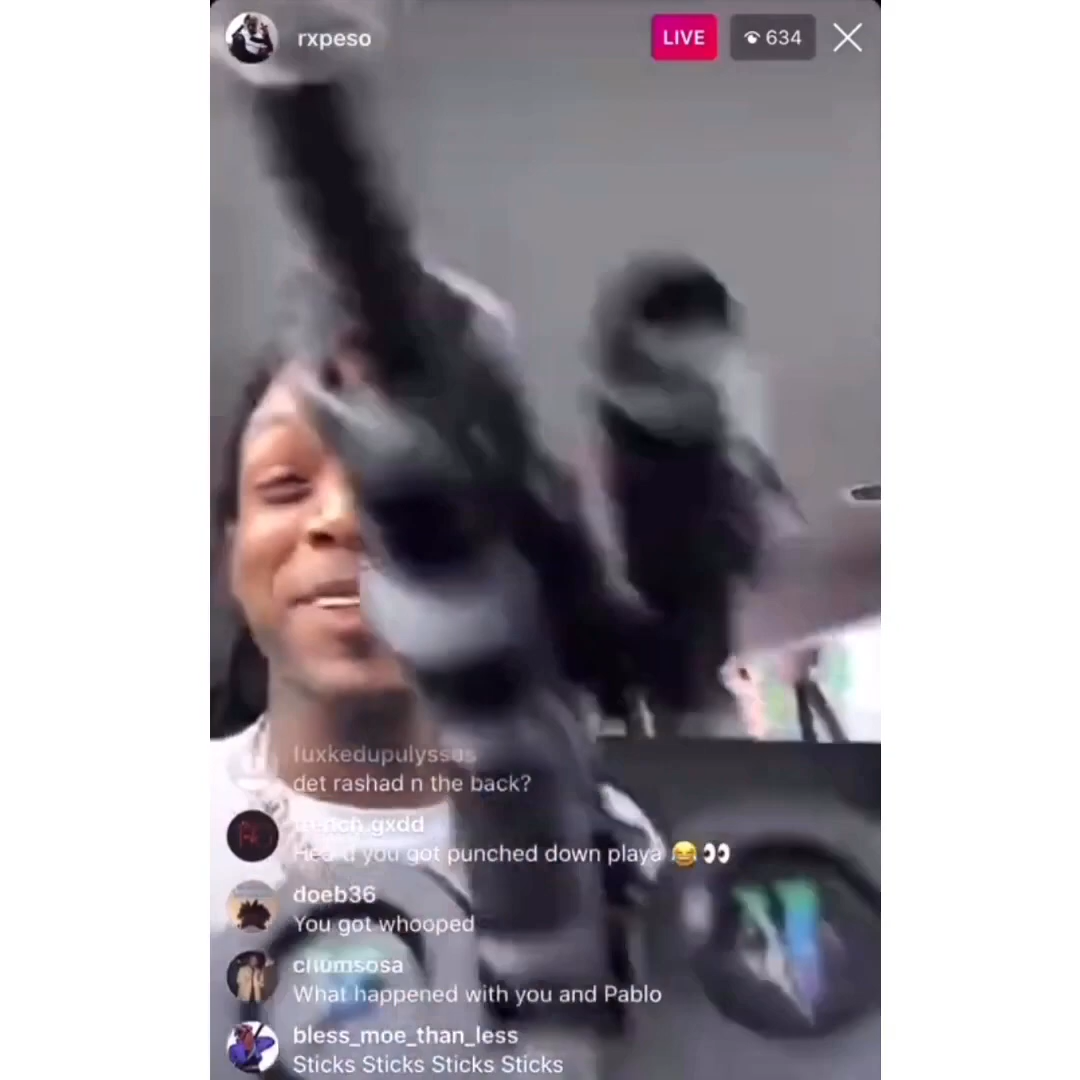 rxpeso
LIVE
634
luxkedupulyssas
det rashad n the back?
you got punched down playa 😂👀
doeb36
You got whooped
chumsosa
What happened with you and Pablo
bless_moe_than_less
Sticks Sticks Sticks Sticks